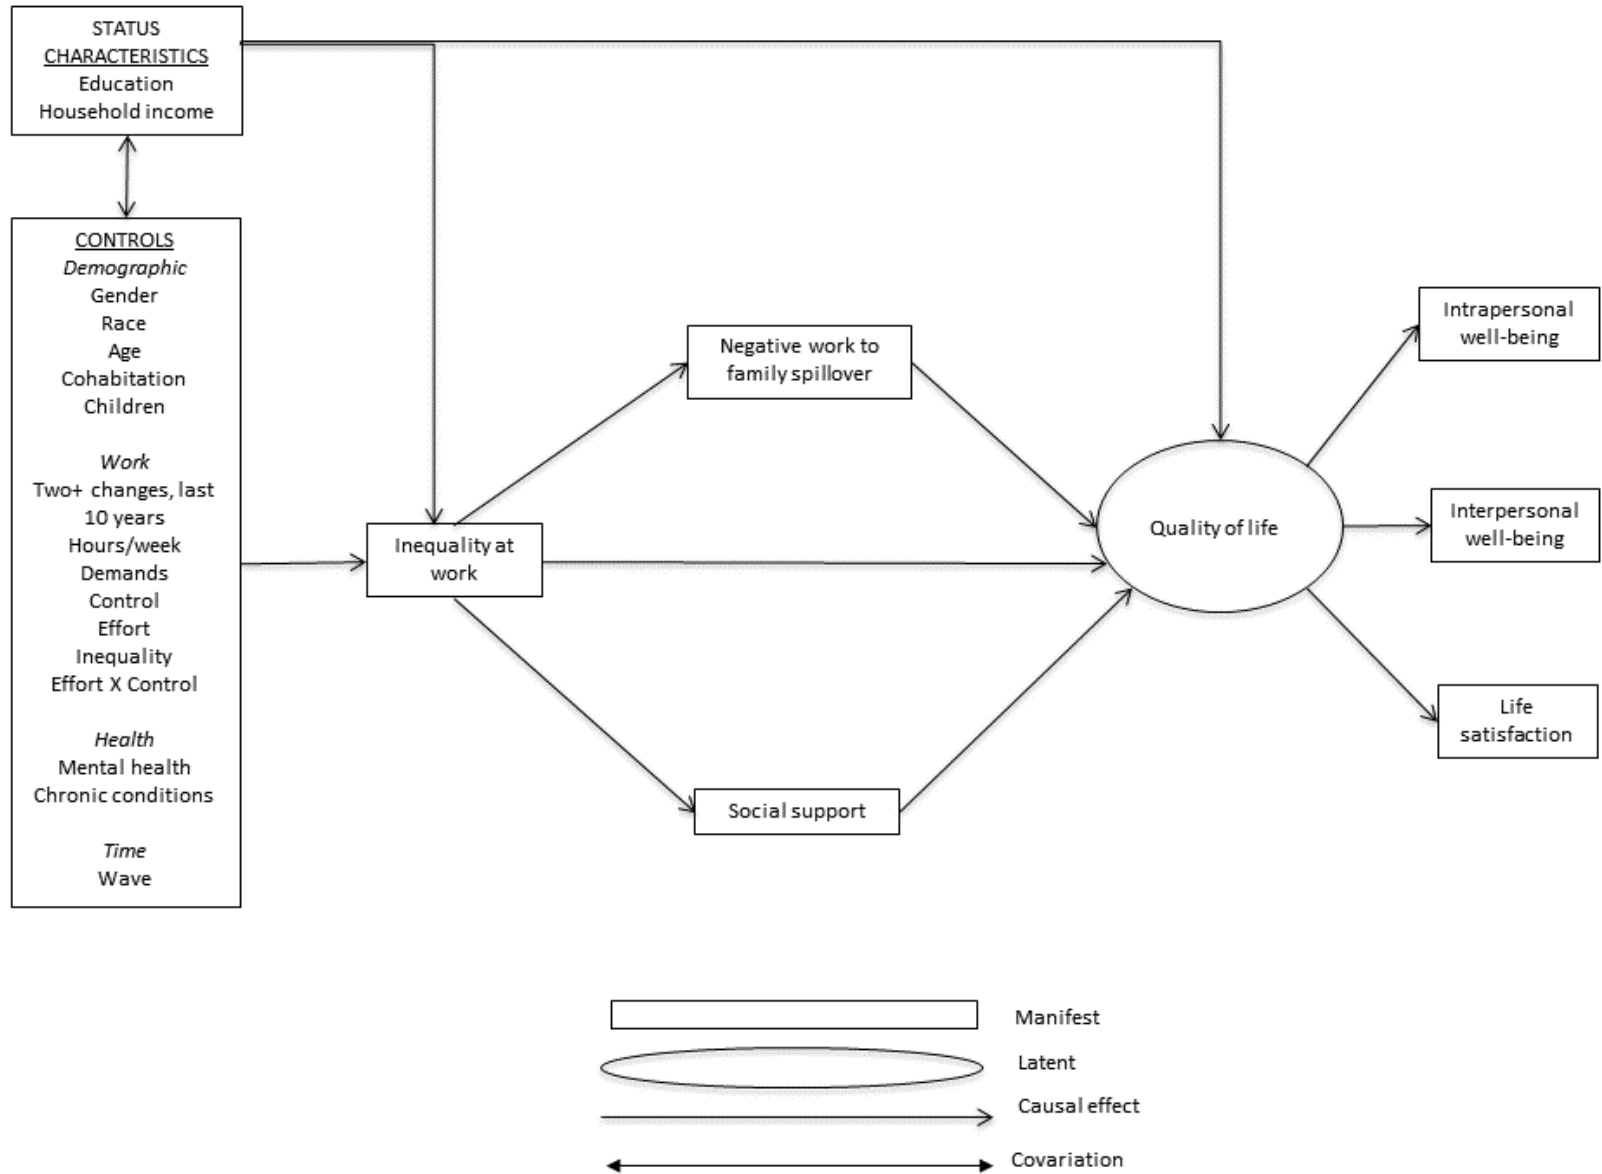 STATUS
CHARACTERISTICS
Education
Household income
CONTROLS
Demographic
Gender
Race
Age
Cohabitation
Children
Work
Two+ changes, last
10 years
Hours/week
Demands
Control
Effort
Inequality
Effort X Control
Health
Mental health
Chronic conditions
Time
Wave
Inequality at
work
Negative work to
family spillover
Social support
Quality of life
Intrapersonal
well-being
Interpersonal
well-being
Life
satisfaction
Manifest
Latent
Causal effect
Covariation